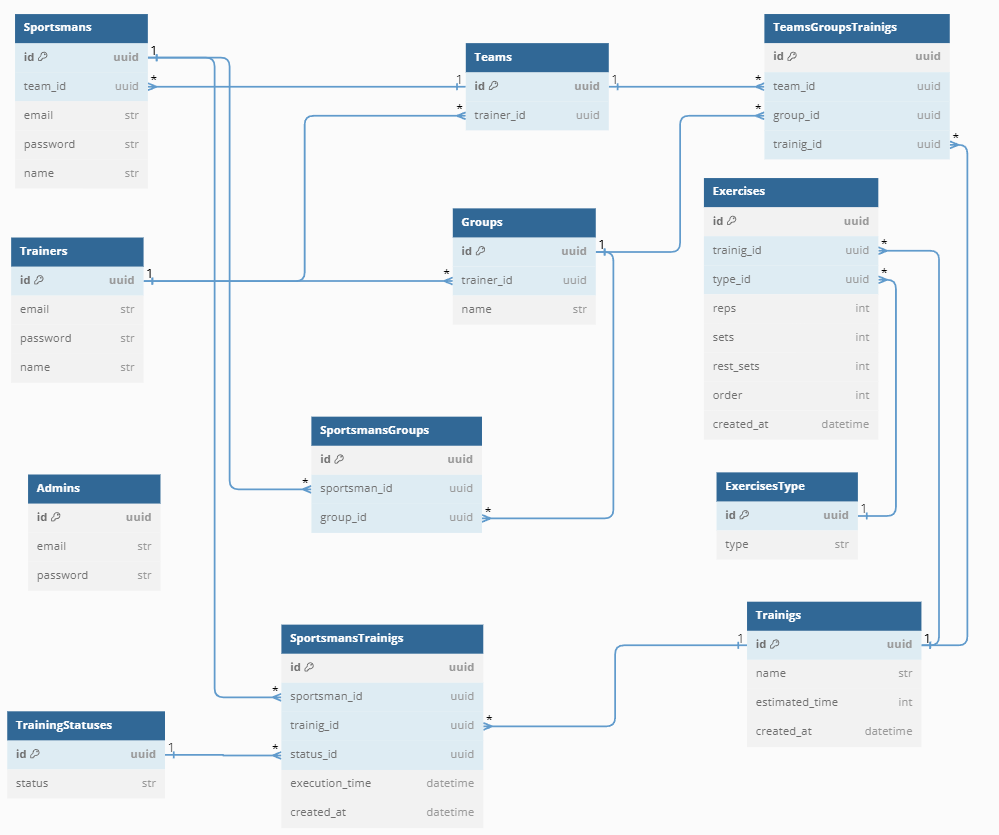 Sportsmans
id uuid
team_id uuid
email str
password str
name str
1
*
Teams
id uuid
trainer_id uuid
1
1
*
TeamsGroupsTrainigs
id uuid
team_id uuid
group_id uuid
trainig_id uuid
*
*
*
Exercises
id uuid
trainig_id uuid
type_id uuid
reps int
sets int
rest_sets int
order int
created_at datetime
*
*
Trainers
id uuid
email str
password str
name str
1
Groups
id uuid
trainer_id uuid
name str
1
*
SportsmansGroups
id uuid
sportsman_id uuid
group_id uuid
*
*
Admins
id uuid
email str
password str
ExercisesType
id uuid
type str
1
SportsmansTrainigs
id uuid
sportsman_id uuid
trainig_id uuid
status_id uuid
execution_time datetime
created_at datetime
*
*
*
Trainigs
id uuid
name str
estimated_time int
created_at datetime
1
1
TrainingStatuses
id uuid
status str
1